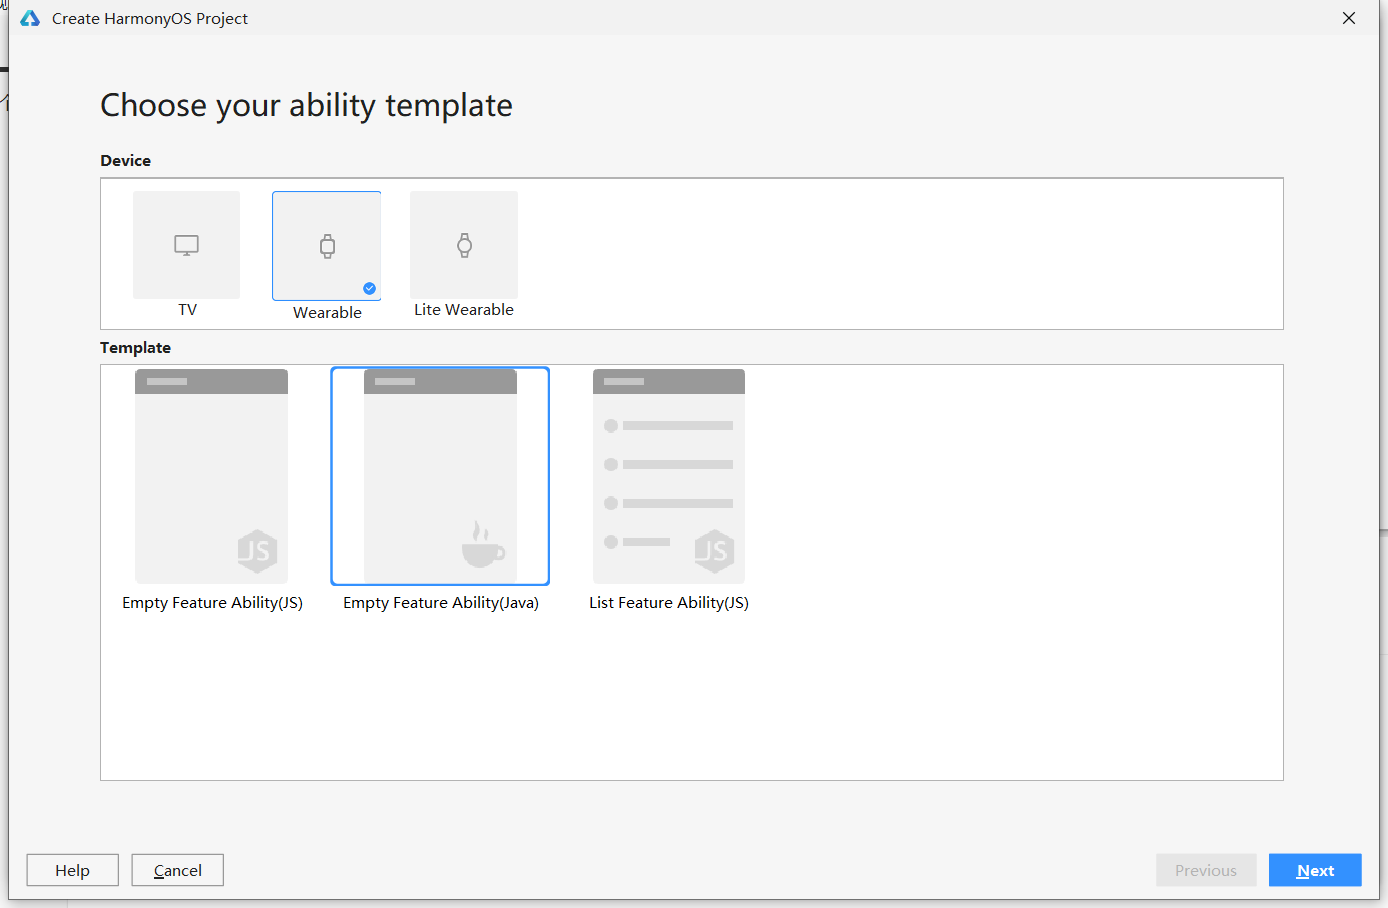 Create HarmonyOS Project
Choose your ability template
Device
TV
Wearable
Lite Wearable
Template
JS
JS
Empty Feature Ability(JS)
Empty Feature Ability(Java)
List Feature Ability(JS)
Help
Cancel
Previous
Next